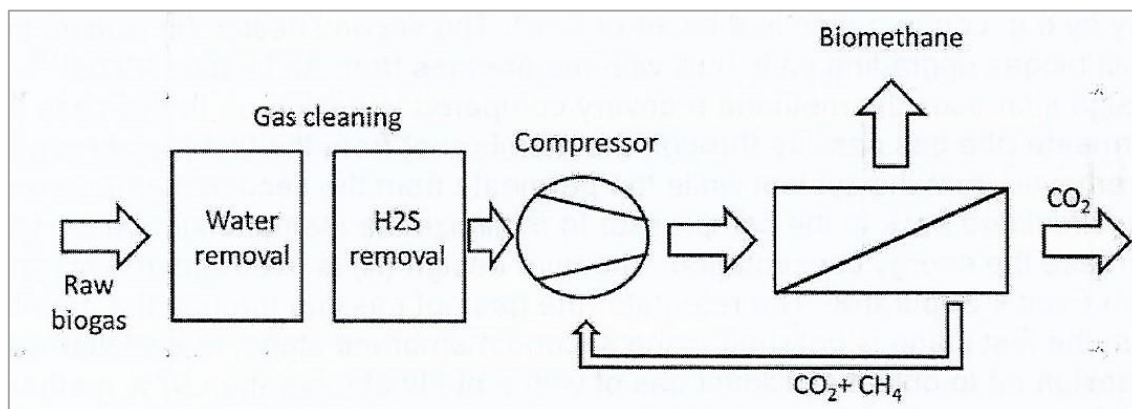 Biomethane
Gas cleaning
Compressor
CO₂
Water
removal
H2S
removal
Raw
biogas
CO₂+ CH₄